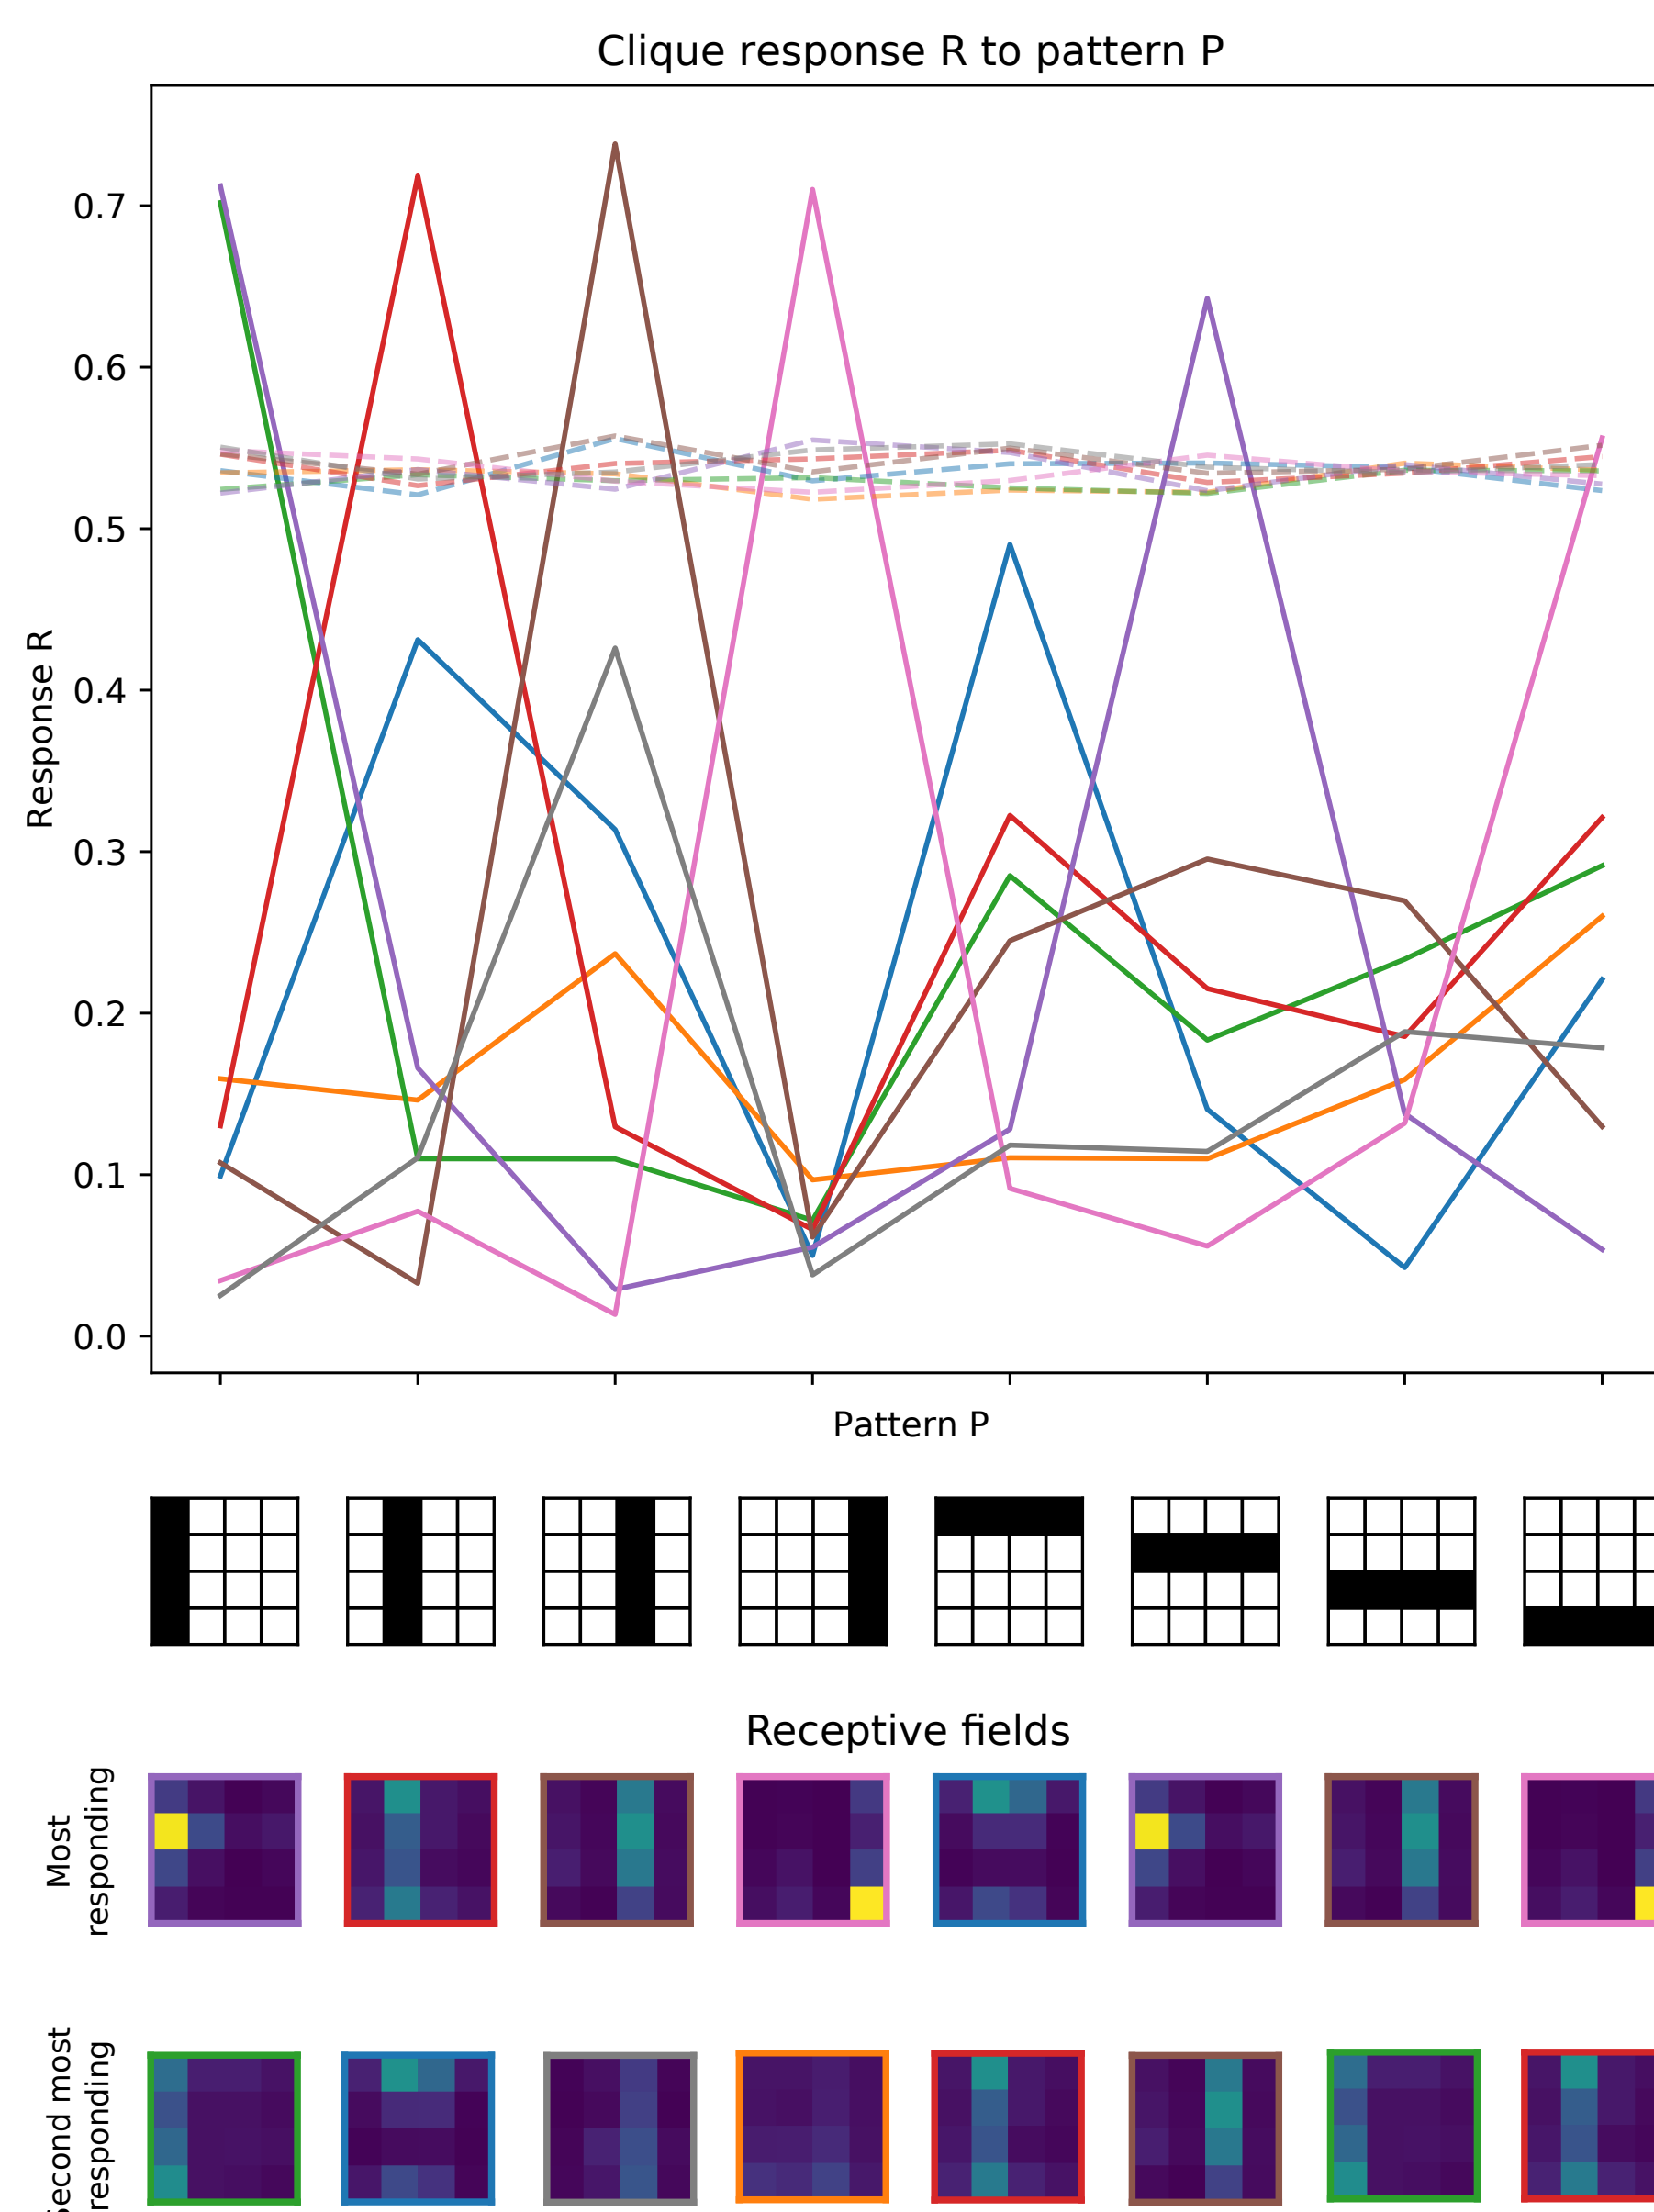 Clique response R to pattern P
0.7
0.6
0.5
0.4
0.3
0.2
0.1
0.0
Response R
Pattern P
Receptive fields
Most
responding
most
responding